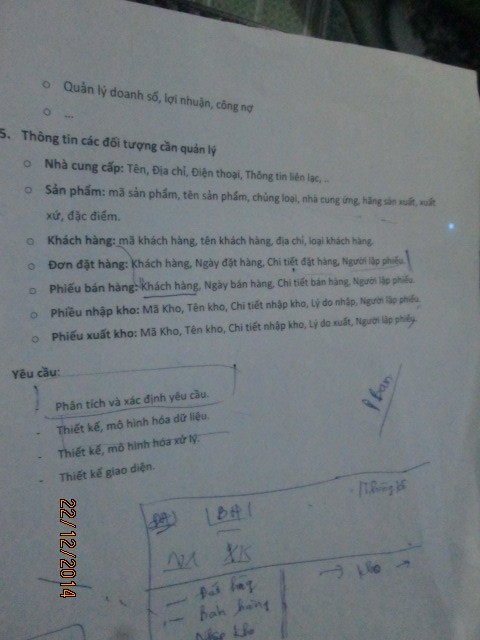 o Quản lý doanh số, lợi nhuận, công nợ
o ...
5. Thông tin các đối tượng cần quản lý
o Nhà cung cấp: Tên, Địa chỉ, Điện thoại, Thông tin liên lạc, ..
o Sản phẩm: mã sản phẩm, tên sản phẩm, chủng loại, nhà cung ứng, hãng sản xuất, xuất
xứ, đặc điểm.
o Khách hàng: mã khách hàng, tên khách hàng, địa chỉ, loại khách hàng.
o Đơn đặt hàng: Khách hàng, Ngày đặt hàng, Chi tiết đặt hàng, Người lập phiếu.
o Phiếu bán hàng: Khách hàng, Ngày bán hàng, Chi tiết bán hàng, Người lập phiếu.
o Phiếu nhập kho: Mã Kho, Tên kho, Chi tiết nhập kho, Lý do nhập, Người lập phiếu.
o Phiếu xuất kho: Mã Kho, Tên kho, Chi tiết nhập kho, Lý do xuất, Người lập phiếu.
Yêu cầu:
- Phân tích và xác định yêu cầu.
- Thiết kế, mô hình hóa dữ liệu.
- Thiết kế, mô hình hóa xử lý.
- Thiết kế giao diện.
P Ban
ĐH BH
NK XK
kho
Đặt hàng
bán hàng
Nhập kho
22/12/2014